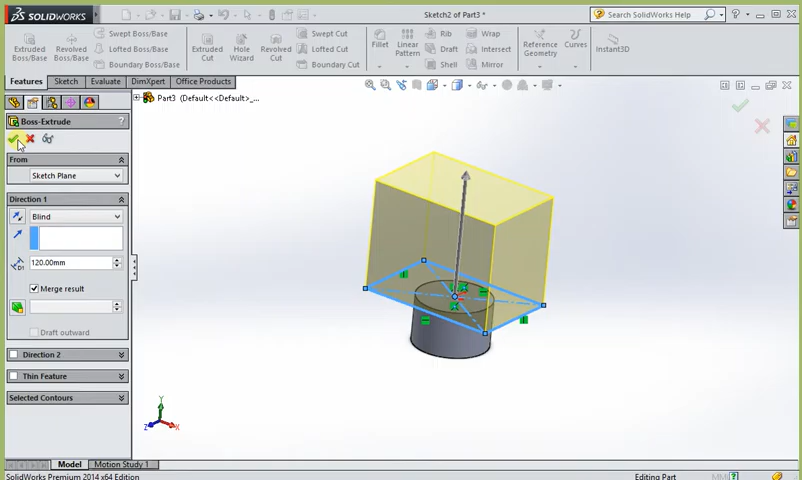 SOLIDWORKS
Sketch2 of Part3 *
Search SolidWorks Help
Extruded Boss/Base
Revolved Boss/Base
Swept Boss/Base
Lofted Boss/Base
Boundary Boss/Base
Extruded Cut
Hole Wizard
Revolved Cut
Swept Cut
Lofted Cut
Boundary Cut
Fillet
Linear Pattern
Rib
Draft
Shell
Wrap
Intersect
Mirror
Reference Geometry
Curves
Instant3D
Features
Sketch
Evaluate
DimXpert
Office Products
Part3 (Default<<Default>_...
Boss-Extrude
?
From
Sketch Plane
Direction 1
Blind
120.00mm
Merge result
Draft outward
Direction 2
Thin Feature
Selected Contours
Y
Z
X
Model
Motion Study 1
SolidWorks Premium 2014 x64 Edition
Editing Part